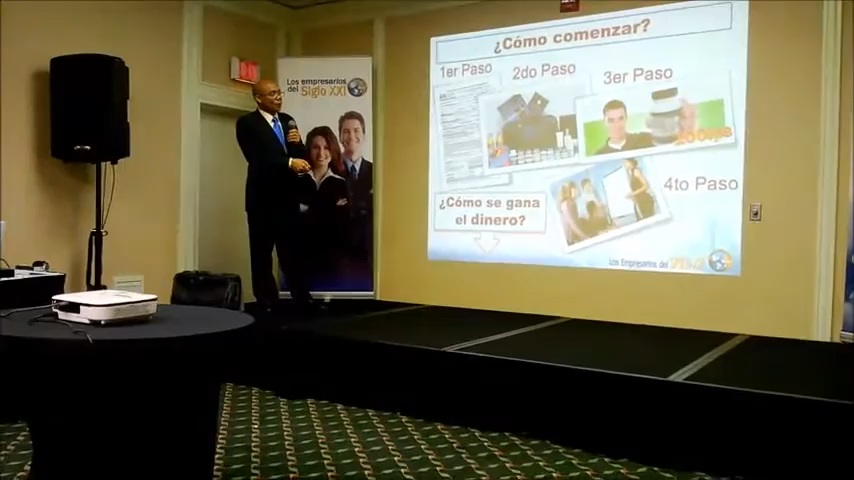 Los empresarios
del Siglo XXI
¿Cómo comenzar?
1er Paso
2do Paso
3er Paso
4to Paso
¿Cómo se gana
el dinero?
Los Empresarios del